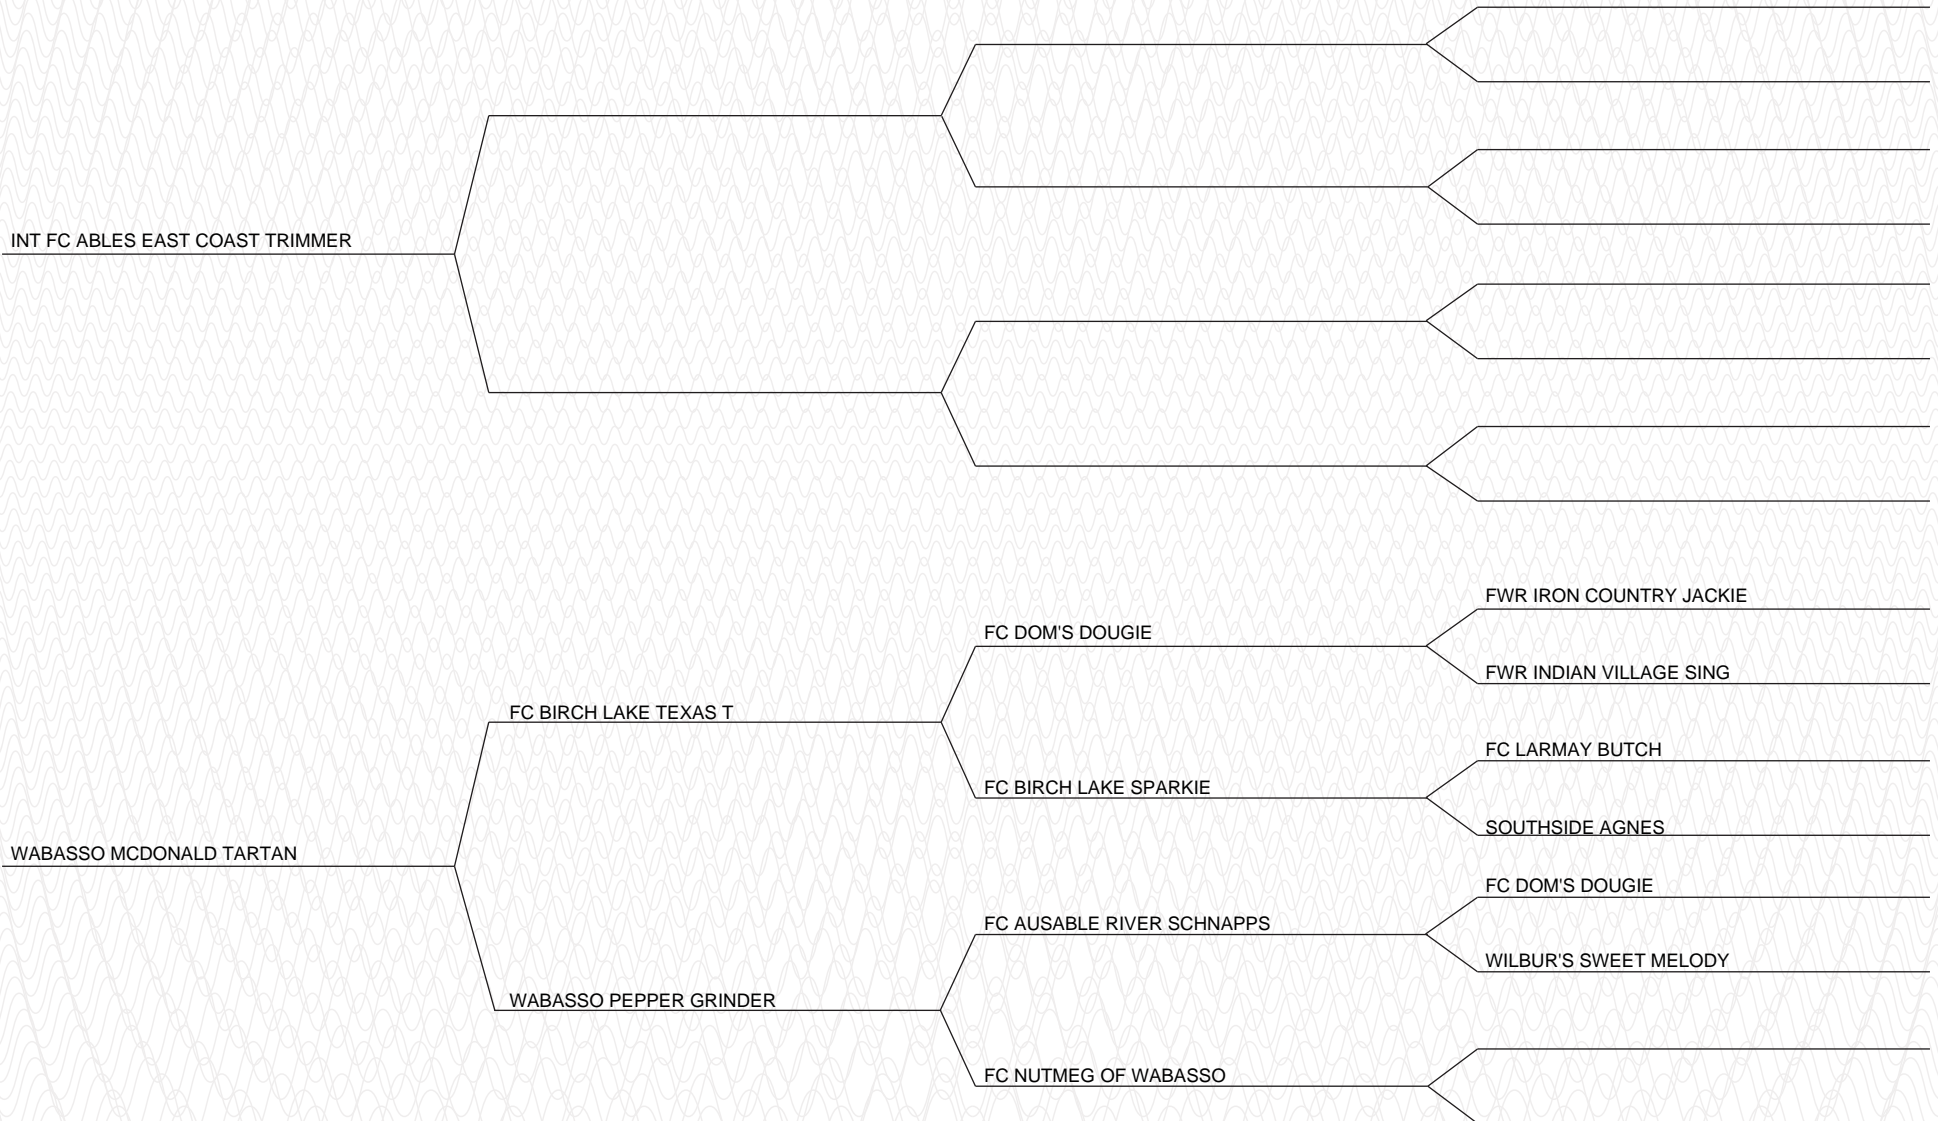 INT FC ABLES EAST COAST TRIMMER
FWR IRON COUNTRY JACKIE
FC DOM'S DOUGIE
FWR INDIAN VILLAGE SING
FC BIRCH LAKE TEXAS T
FC LARMAY BUTCH
FC BIRCH LAKE SPARKIE
SOUTHSIDE AGNES
WABASSO MCDONALD TARTAN
FC DOM'S DOUGIE
FC AUSABLE RIVER SCHNAPPS
WILBUR'S SWEET MELODY
WABASSO PEPPER GRINDER
FC NUTMEG OF WABASSO